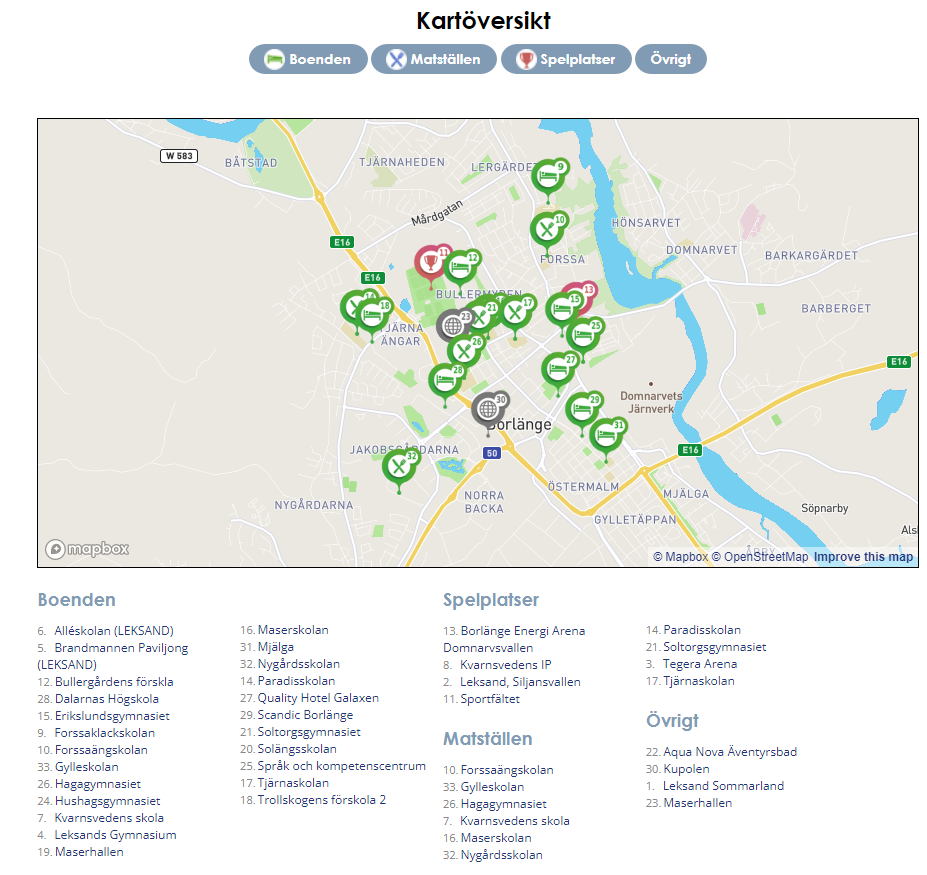 Kartöversikt
Boenden
Matställen
Spelplatser
Övrigt
W 583
BÅTSTAD
TJÄRNAHEDEN
LERGÄRDET
9
Mårdgatan
10
HÖNSARVET
E16
FORSSA
DOMNARVET
BARKARGÄRDET
11
12
E16
BULLERMYREN
13
15
17
21
18
23
BARBERGET
TJÄRNA
ÄNGAR
25
26
E16
27
28
Domnarvets
Järnverk
29
30
Borlänge
31
JAKOBSGÅRDARNA
50
E16
32
ÖSTERMALM
MJÄLGA
NORRA
BACKA
NYGÅRDARNA
GYLLETÄPPAN
Söpnarby
mapbox
© Mapbox © OpenStreetMap Improve this map
Boenden
6. Alléskolan (LEKSAND)
5. Brandmannen Paviljong
(LEKSAND)
12. Bullergårdens förskla
28. Dalarnas Högskola
15. Erikslundsgymnasiet
9. Forssaklackskolan
10. Forssaängskolan
33. Gylleskolan
26. Hagagymnasiet
24. Hushagsgymnasiet
7. Kvarnsvedens skola
4. Leksands Gymnasium
19. Maserhallen
16. Maserskolan
31. Mjälga
32. Nygårdsskolan
14. Paradisskolan
27. Quality Hotel Galaxen
29. Scandic Borlänge
21. Soltorgsgymnasiet
20. Solängsskolan
25. Språk och kompetenscentrum
17. Tjärnaskolan
18. Trollskogens förskola 2
Spelplatser
13. Borlänge Energi Arena
Domnarvsvallen
8. Kvarnsvedens IP
2. Leksand, Siljansvallen
11. Sportfältet
Matställen
10. Forssaängskolan
33. Gylleskolan
26. Hagagymnasiet
7. Kvarnsvedens skola
16. Maserskolan
32. Nygårdsskolan
14. Paradisskolan
21. Soltorgsgymnasiet
3. Tegera Arena
17. Tjärnaskolan
Övrigt
22. Aqua Nova Äventyrsbad
30. Kupolen
1. Leksand Sommarland
23. Maserhallen